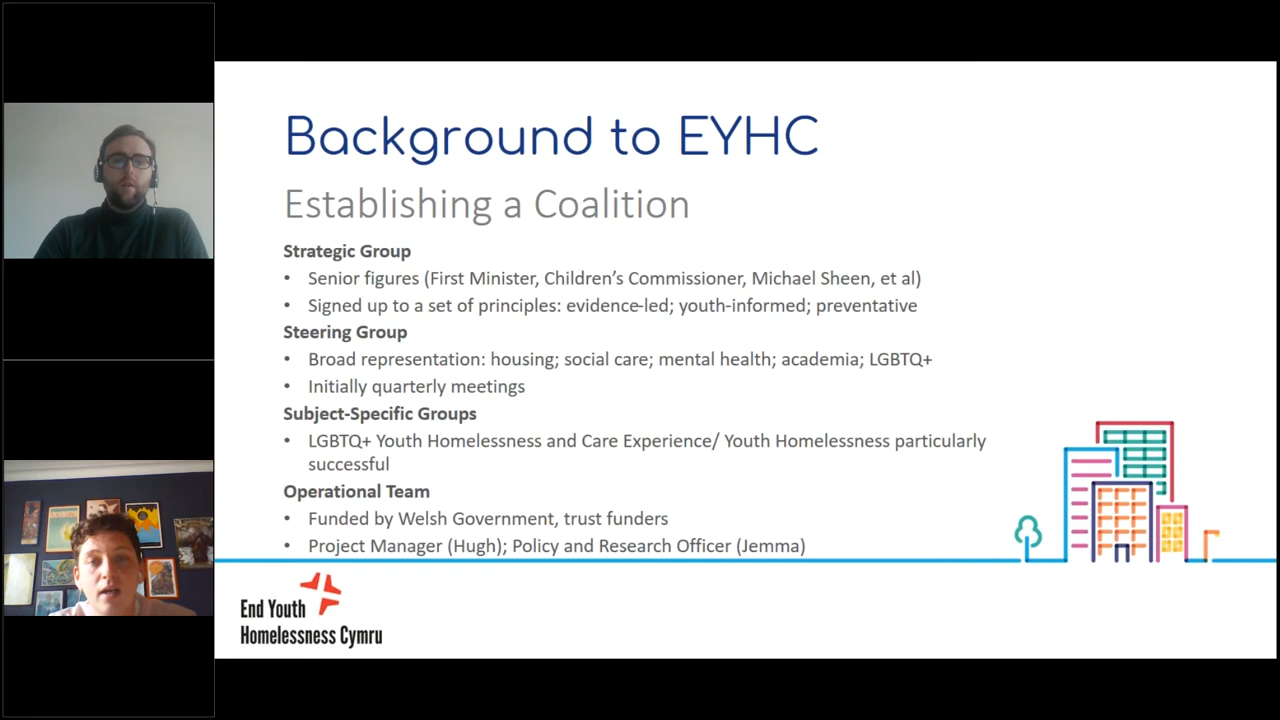 Background to EYHC
Establishing a Coalition
Strategic Group
• Senior figures (First Minister, Children’s Commissioner, Michael Sheen, et al)
• Signed up to a set of principles: evidence-led; youth-informed; preventative
Steering Group
• Broad representation: housing; social care; mental health; academia; LGBTQ+
• Initially quarterly meetings
Subject-Specific Groups
• LGBTQ+ Youth Homelessness and Care Experience/ Youth Homelessness particularly
successful
Operational Team
• Funded by Welsh Government, trust funders
• Project Manager (Hugh); Policy and Research Officer (Jemma)
End Youth
Homelessness Cymru